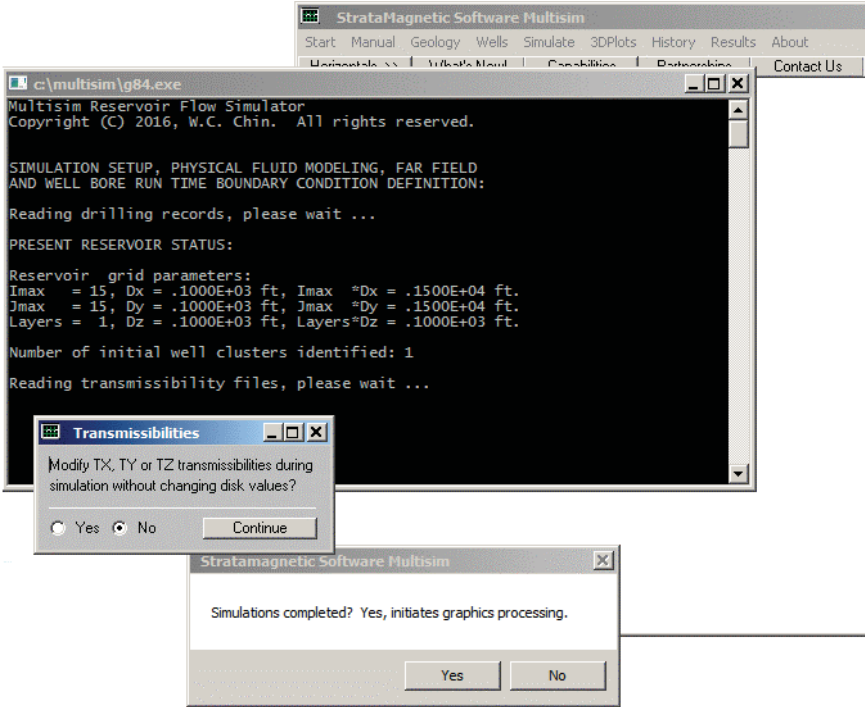 StrataMagnetic Software Multisim
Start Manual Geology Wells Simulate 3DPlots History Results About
Horizontals >> What's New! Capabilities Partnerships Contact Us
c:\multisim\g84.exe
Multisim Reservoir Flow Simulator
Copyright (C) 2016, W.C. Chin.  All rights reserved.
SIMULATION SETUP, PHYSICAL FLUID MODELING, FAR FIELD
AND WELL BORE RUN TIME BOUNDARY CONDITION DEFINITION:
Reading drilling records, please wait ...
PRESENT RESERVOIR STATUS:
Reservoir  grid parameters:
Imax   = 15, Dx = .1000E+03 ft, Imax  *Dx = .1500E+04 ft.
Jmax   = 15, Dy = .1000E+03 ft, Jmax  *Dy = .1500E+04 ft.
Layers =  1, Dz = .1000E+03 ft, Layers*Dz = .1000E+03 ft.
Number of initial well clusters identified: 1
Reading transmissibility files, please wait ...
Transmissibilities
Modify TX, TY or TZ transmissibilities during
simulation without changing disk values?
Yes No Continue
Stratamagnetic Software Multisim
Simulations completed?  Yes, initiates graphics processing.
Yes No